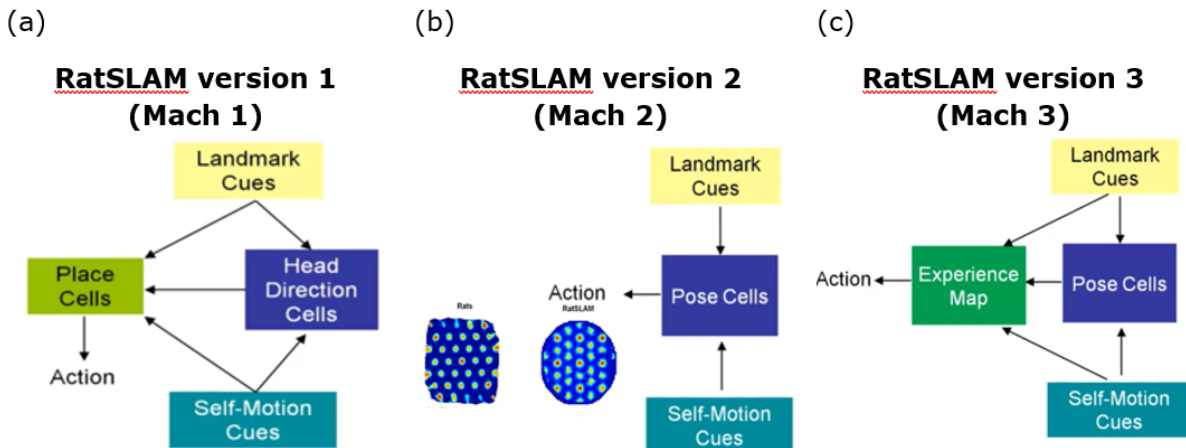 (a)
RatSLAM version 1
(Mach 1)
Landmark
Cues
Place
Cells
Head
Direction
Cells
Action
Self-Motion
Cues
(b)
RatSLAM version 2
(Mach 2)
Landmark
Cues
Pose Cells
Action
RatSLAM
Rats
Self-Motion
Cues
(c)
RatSLAM version 3
(Mach 3)
Landmark
Cues
Action
Experience
Map
Pose Cells
Self-Motion
Cues